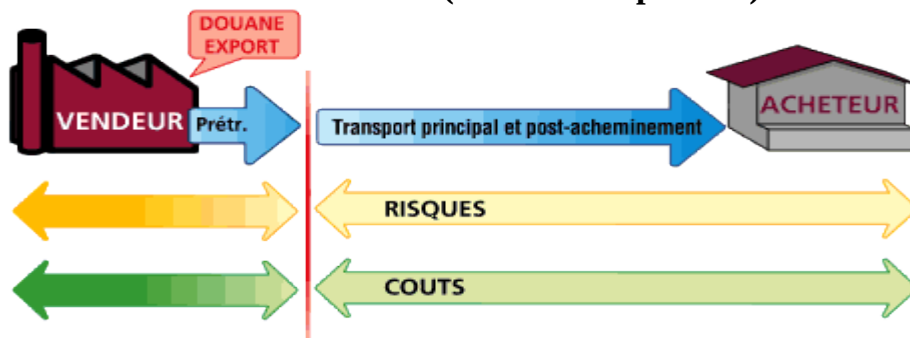 DOUANE
EXPORT
VENDEUR
Prétr.
Transport principal et post-acheminement
ACHETEUR
RISQUES
COUTS